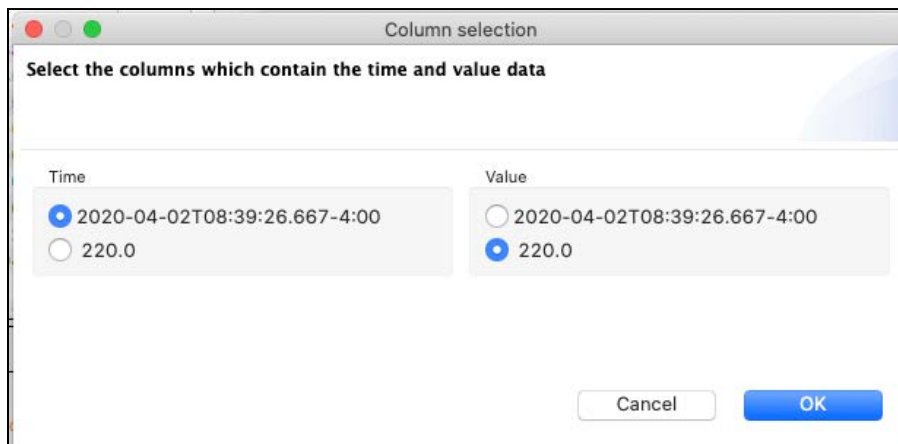 Column selection
Select the columns which contain the time and value data
Time
2020-04-02T08:39:26.667-4:00
220.0
Value
2020-04-02T08:39:26.667-4:00
220.0
Cancel
OK